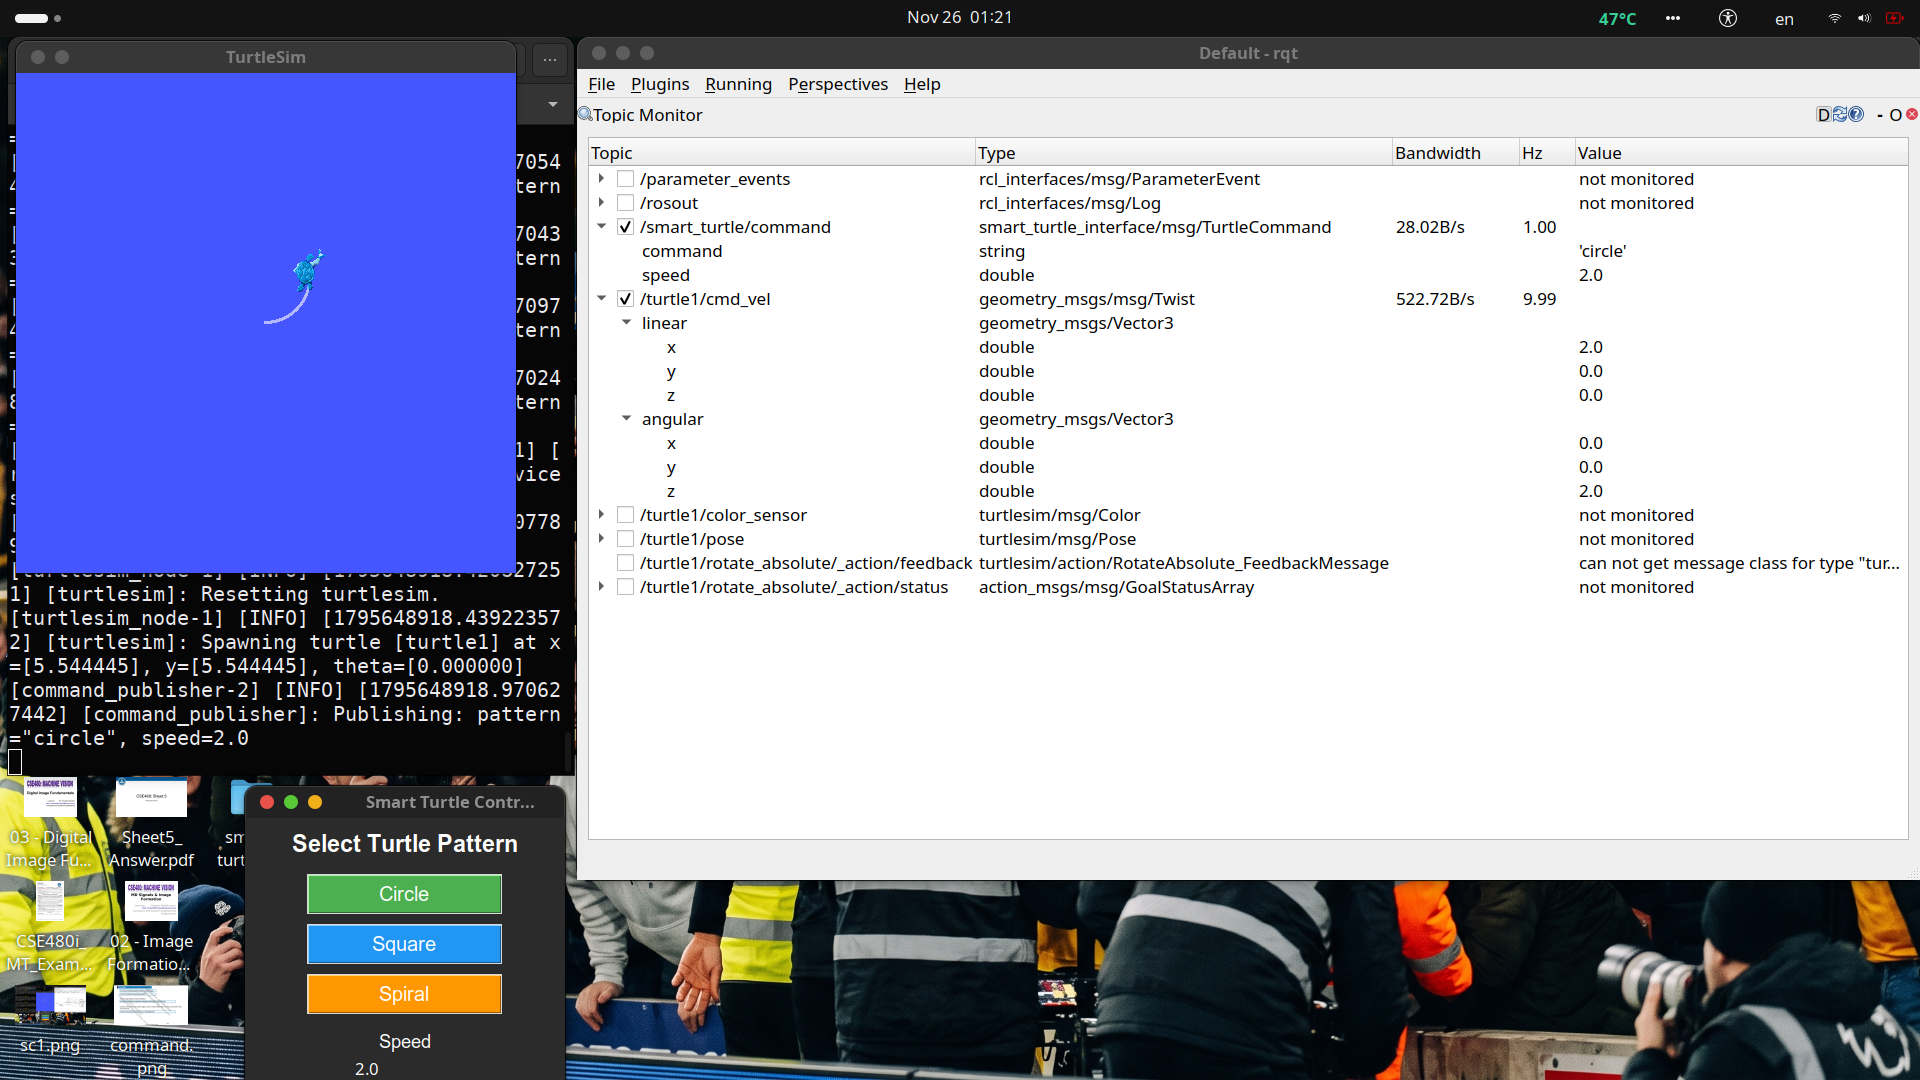 Nov 26 01:21
47°C
en
TurtleSim
7054
tern
7043
tern
7097
tern
7024
tern
1] [
vice
0778
1] [turtlesim]: Resetting turtlesim.
[turtlesim_node-1] [INFO] [1795648918.43922357
2] [turtlesim]: Spawning turtle [turtle1] at x
=[5.544445], y=[5.544445], theta=[0.000000]
[command_publisher-2] [INFO] [1795648918.97062
7442] [command_publisher]: Publishing: pattern
="circle", speed=2.0
Default - rqt
File Plugins Running Perspectives Help
Topic Monitor
D - O
Topic Type Bandwidth Hz Value
/parameter_events rcl_interfaces/msg/ParameterEvent not monitored
/rosout rcl_interfaces/msg/Log not monitored
/smart_turtle/command smart_turtle_interface/msg/TurtleCommand 28.02B/s 1.00
command string 'circle'
speed double 2.0
/turtle1/cmd_vel geometry_msgs/msg/Twist 522.72B/s 9.99
linear geometry_msgs/Vector3
x double 2.0
y double 0.0
z double 0.0
angular geometry_msgs/Vector3
x double 0.0
y double 0.0
z double 2.0
/turtle1/color_sensor turtlesim/msg/Color not monitored
/turtle1/pose turtlesim/msg/Pose not monitored
/turtle1/rotate_absolute/_action/feedback turtlesim/action/RotateAbsolute_FeedbackMessage can not get message class for type "tur...
/turtle1/rotate_absolute/_action/status action_msgs/msg/GoalStatusArray not monitored
03 - Digital
Image Fu...
Sheet5_
Answer.pdf
sm
turt
CSE480i_
MT_Exam...
02 - Image
Formatio...
sc1.png
command.
png
Smart Turtle Contr...
Select Turtle Pattern
Circle
Square
Spiral
Speed
2.0